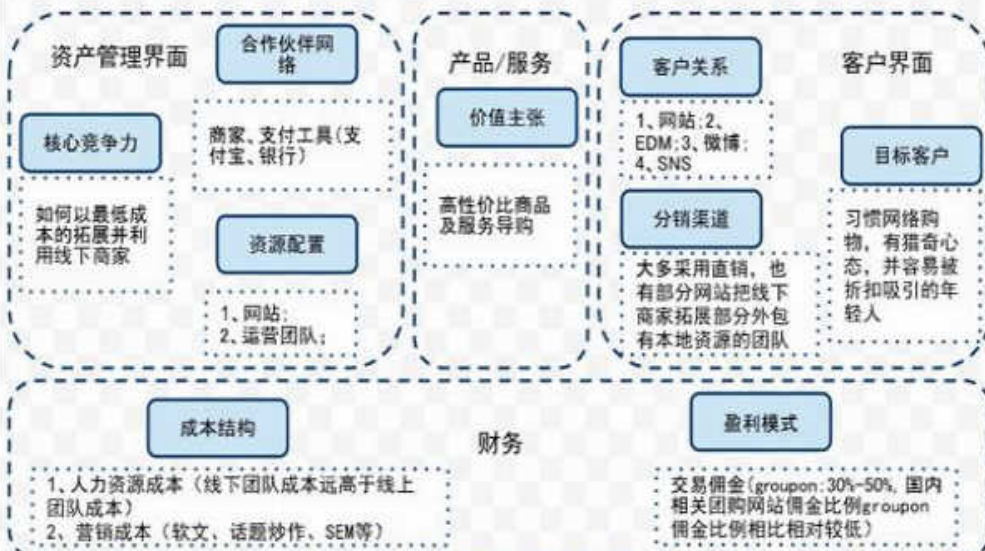 资产管理界面
合作伙伴网
络
商家、支付工具(支
付宝、银行)
核心竞争力
如何以最低成
本的拓展并利
用线下商家
资源配置
1、网站;
2、运营团队;
产品/服务
价值主张
高性价比商品
及服务导购
客户界面
客户关系
1、网站;2、
EDM;3、微博;
4、SNS
分销渠道
大多采用直销，也
有部分网站把线下
商家拓展部分外包
有本地资源的团队
目标客户
习惯网络购
物，有猎奇心
态，并容易被
折扣吸引的年
轻人
财务
成本结构
1、人力资源成本（线下团队成本远高于线上
团队成本）
2、营销成本（软文、话题炒作、SEM等）
盈利模式
交易佣金(groupon:30%-50%,国内
相关团购网站佣金比例groupon
佣金比例相比相对较低)